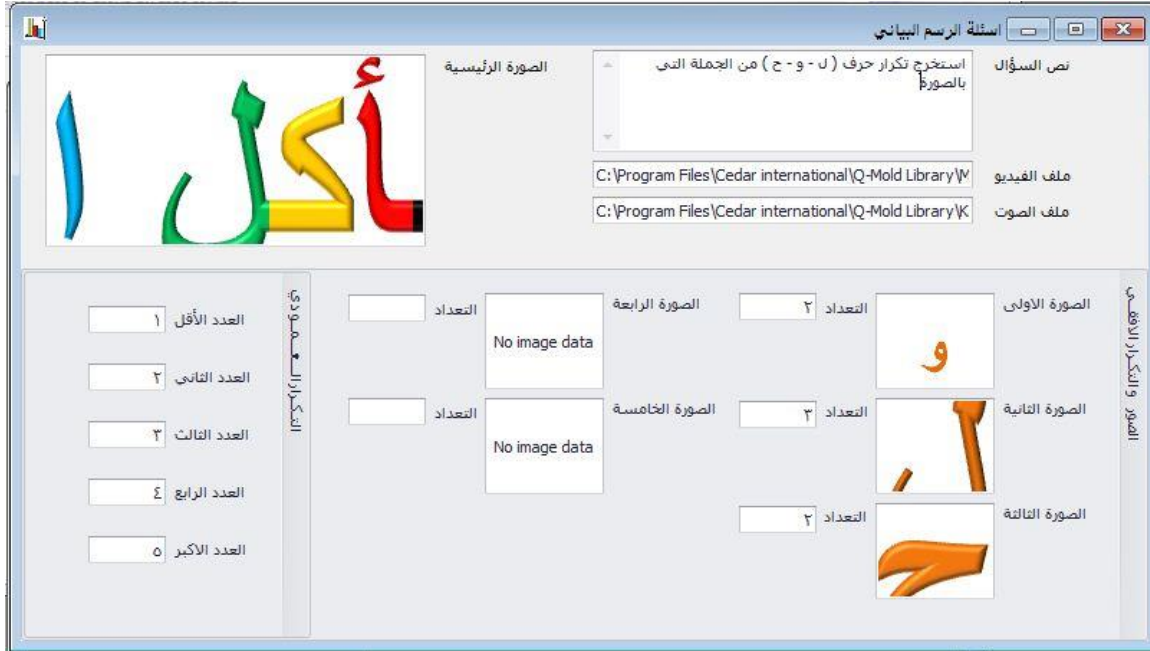 اسئلة الرسم البياني
نص السؤال
استخرج تكرار حرف ( ل - و - ح ) من الجملة التي
بالصورة
الصورة الرئيسية
أكل ا
ملف الفيديو
C:\Program Files\Cedar international\Q-Mold Library\M
ملف الصوت
C:\Program Files\Cedar international\Q-Mold Library\K
الصور والتكرار الافقي
الصورة الاولى
و
التعداد ٢
الصورة الثانية
ل
التعداد ٣
الصورة الثالثة
ح
التعداد ٢
الصورة الرابعة
No image data
التعداد
الصورة الخامسة
No image data
التعداد
التكرار العمودي
العدد الأقل ١
العدد الثاني ٢
العدد الثالث ٣
العدد الرابع ٤
العدد الاكبر ٥